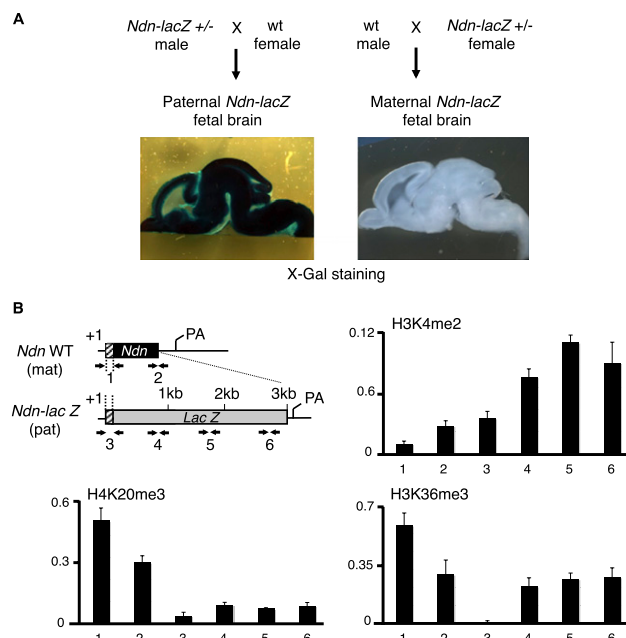 A
Ndn-lacZ +/- X wt
male female
wt X Ndn-lacZ +/-
male female
Paternal Ndn-lacZ
fetal brain
Maternal Ndn-lacZ
fetal brain
X-Gal staining
B
+1 PA
Ndn WT Ndn
(mat)
1 2
+1 1kb 2kb 3kb PA
Ndn-lac Z Lac Z
(pat)
3 4 5 6
H3K4me2
0.12
0.6
0
1 2 3 4 5 6
H4K20me3
0.6
0.3
0
1 2 3 4 5 6
H3K36me3
0.7
0.35
0
1 2 3 4 5 6